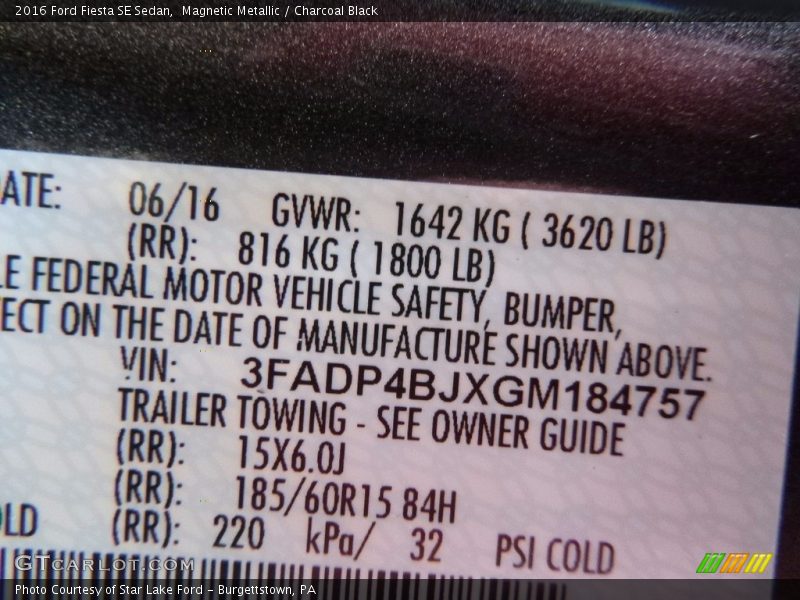 2016 Ford Fiesta SE Sedan, Magnetic Metallic / Charcoal Black
ATE: 06/16 GVWR: 1642 KG ( 3620 LB)
(RR): 816 KG ( 1800 LB)
LE FEDERAL MOTOR VEHICLE SAFETY, BUMPER,
ECT ON THE DATE OF MANUFACTURE SHOWN ABOVE.
VIN: 3FADP4BJXGM184757
TRAILER TOWING - SEE OWNER GUIDE
(RR): 15X6.0J
(RR): 185/60R15 84H
OLD (RR): 220 kPa/ 32 PSI COLD
GTcarlot.com
Photo Courtesy of Star Lake Ford - Burgettstown, PA